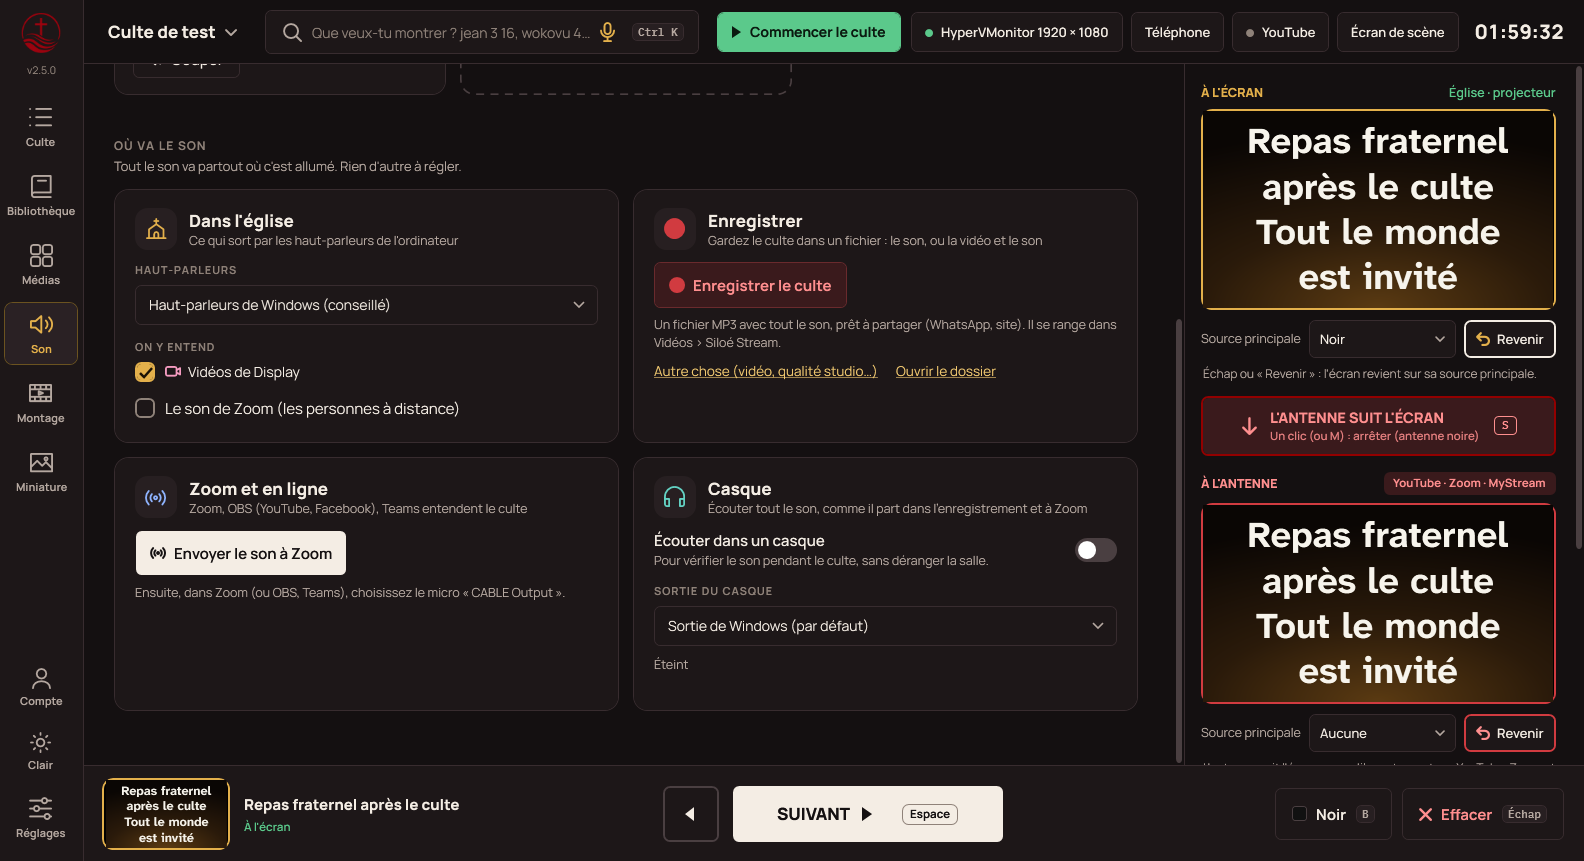 Culte de test
Que veux-tu montrer ? jean 3 16, wokovu 4...
Ctrl K
Commencer le culte
HyperVMonitor 1920 × 1080
Téléphone
YouTube
Écran de scène
01:59:32
v2.5.0
Culte
Bibliothèque
Médias
Son
Montage
Miniature
Compte
Clair
Réglages
OÙ VA LE SON
Tout le son va partout où c'est allumé. Rien d'autre à régler.
Dans l'église
Ce qui sort par les haut-parleurs de l'ordinateur
HAUT-PARLEURS
Haut-parleurs de Windows (conseillé)
ON Y ENTEND
Vidéos de Display
Le son de Zoom (les personnes à distance)
Enregistrer
Gardez le culte dans un fichier : le son, ou la vidéo et le son
Enregistrer le culte
Un fichier MP3 avec tout le son, prêt à partager (WhatsApp, site). Il se range dans
Vidéos > Siloé Stream.
Autre chose (vidéo, qualité studio...)
Ouvrir le dossier
Zoom et en ligne
Zoom, OBS (YouTube, Facebook), Teams entendent le culte
Envoyer le son à Zoom
Ensuite, dans Zoom (ou OBS, Teams), choisissez le micro « CABLE Output ».
Casque
Écouter tout le son, comme il part dans l'enregistrement et à Zoom
Écouter dans un casque
Pour vérifier le son pendant le culte, sans déranger la salle.
SORTIE DU CASQUE
Sortie de Windows (par défaut)
Éteint
À L'ÉCRAN
Église · projecteur
Repas fraternel
après le culte
Tout le monde
est invité
Source principale
Noir
Revenir
Échap ou « Revenir » : l'écran revient sur sa source principale.
L'ANTENNE SUIT L'ÉCRAN
Un clic (ou M) : arrêter (antenne noire)
S
À L'ANTENNE
YouTube · Zoom · MyStream
Repas fraternel
après le culte
Tout le monde
est invité
Source principale
Aucune
Revenir
Repas fraternel
après le culte
Tout le monde
est invité
Repas fraternel après le culte
À l'écran
SUIVANT
Espace
Noir
B
Effacer
Échap